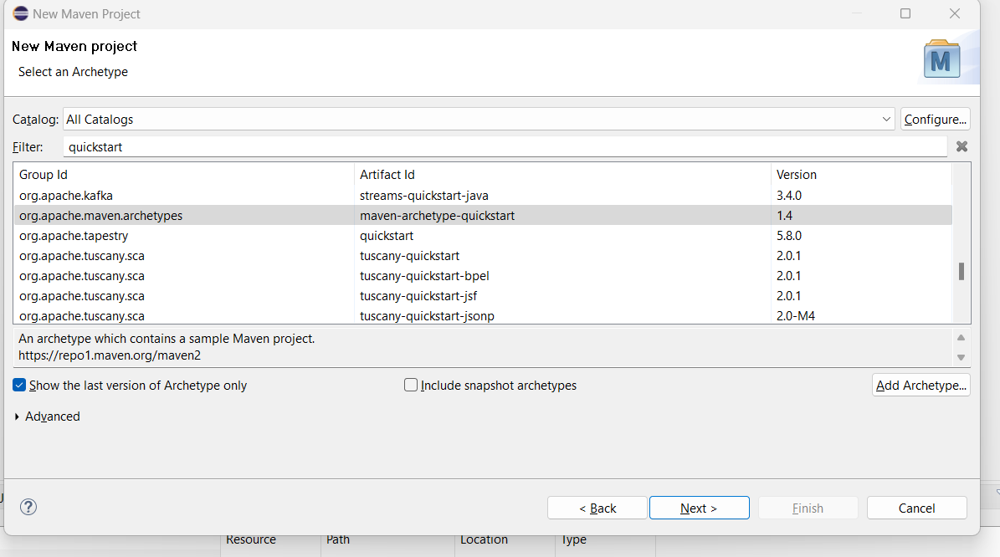 New Maven Project
New Maven project
Select an Archetype
M
Catalog: All Catalogs Configure...
Filter: quickstart
Group Id Artifact Id Version
org.apache.kafka streams-quickstart-java 3.4.0
org.apache.maven.archetypes maven-archetype-quickstart 1.4
org.apache.tapestry quickstart 5.8.0
org.apache.tuscany.sca tuscany-quickstart 2.0.1
org.apache.tuscany.sca tuscany-quickstart-bpel 2.0.1
org.apache.tuscany.sca tuscany-quickstart-jsf 2.0.1
org.apache.tuscany.sca tuscany-quickstart-jsonp 2.0-M4
An archetype which contains a sample Maven project.
https://repo1.maven.org/maven2
Show the last version of Archetype only Include snapshot archetypes Add Archetype...
Advanced
? < Back Next > Finish Cancel
Resource Path Location Type